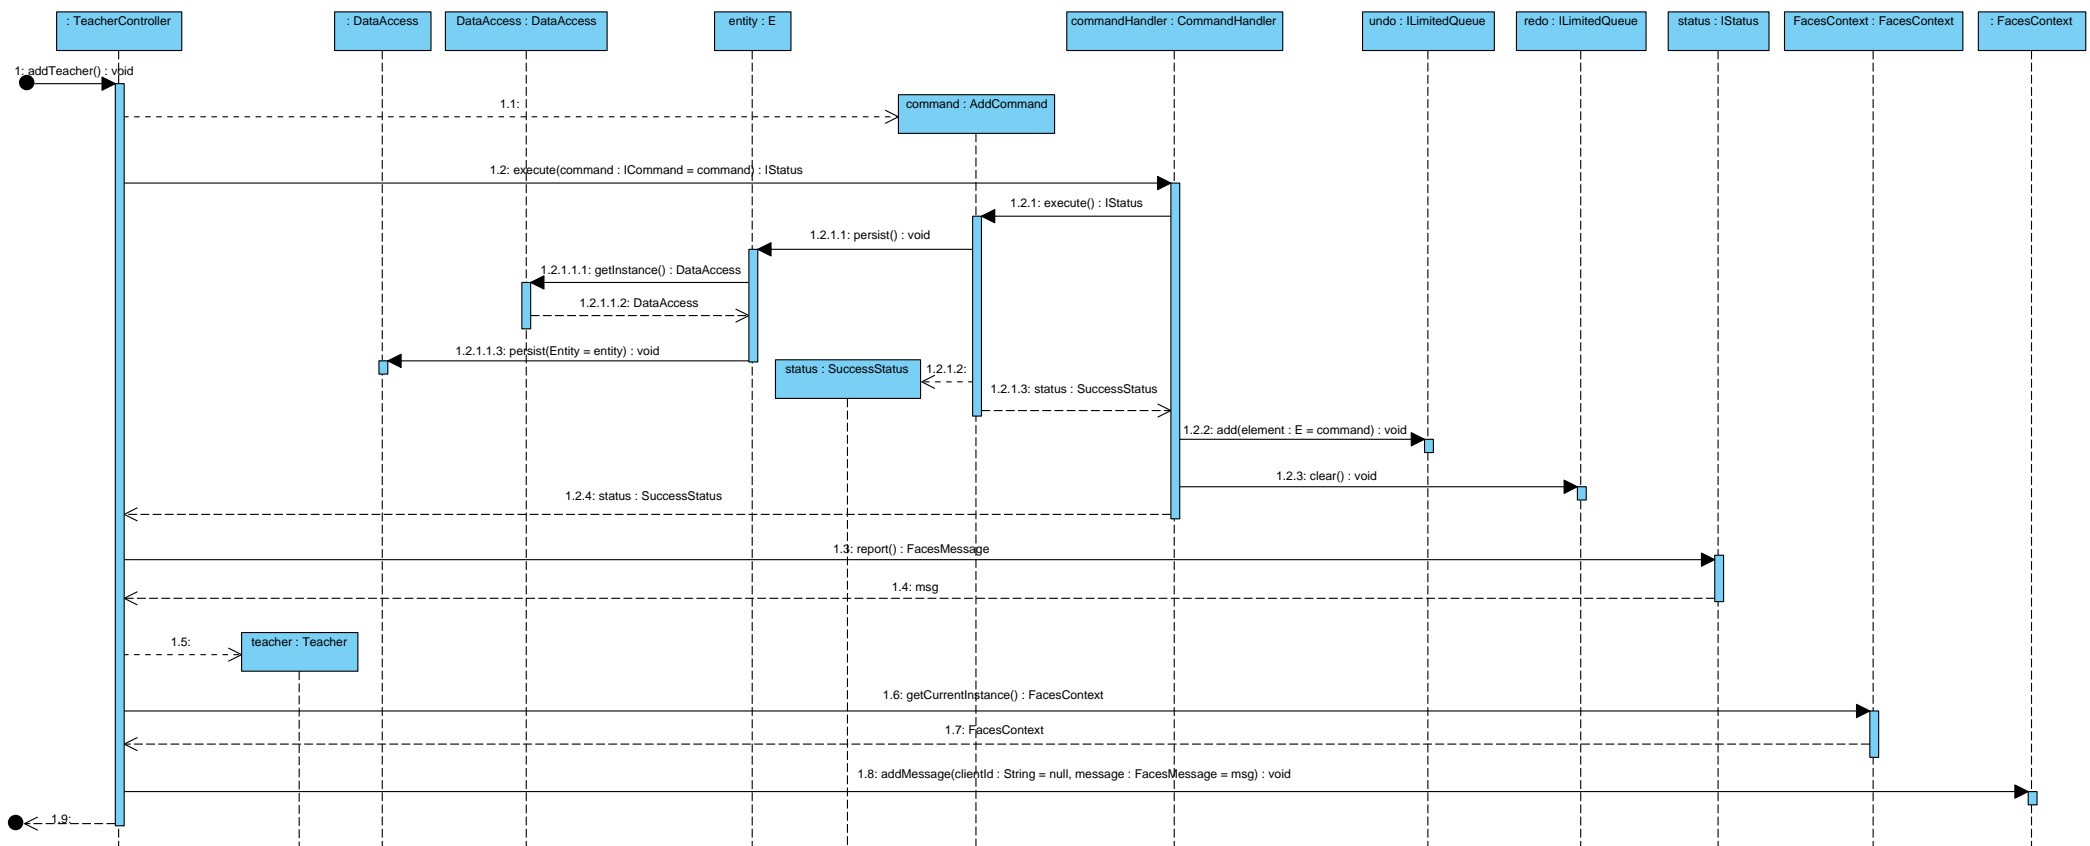 : TeacherController
: DataAccess
DataAccess : DataAccess
entity : E
commandHandler : CommandHandler
undo : ILimitedQueue
redo : ILimitedQueue
status : IStatus
FacesContext : FacesContext
: FacesContext
1: addTeacher() : void
1.1:
command : AddCommand
1.2: execute(command : ICommand = command) : IStatus
1.2.1: execute() : IStatus
1.2.1.1: persist() : void
1.2.1.1.1: getInstance() : DataAccess
1.2.1.1.2: DataAccess
1.2.1.1.3: persist(Entity = entity) : void
status : SuccessStatus
1.2.1.2:
1.2.1.3: status : SuccessStatus
1.2.2: add(element : E = command) : void
1.2.3: clear() : void
1.2.4: status : SuccessStatus
1.3: report() : FacesMessage
1.4: msg
1.5:
teacher : Teacher
1.6: getCurrentInstance() : FacesContext
1.7: FacesContext
1.8: addMessage(clientId : String = null, message : FacesMessage = msg) : void
1.9: